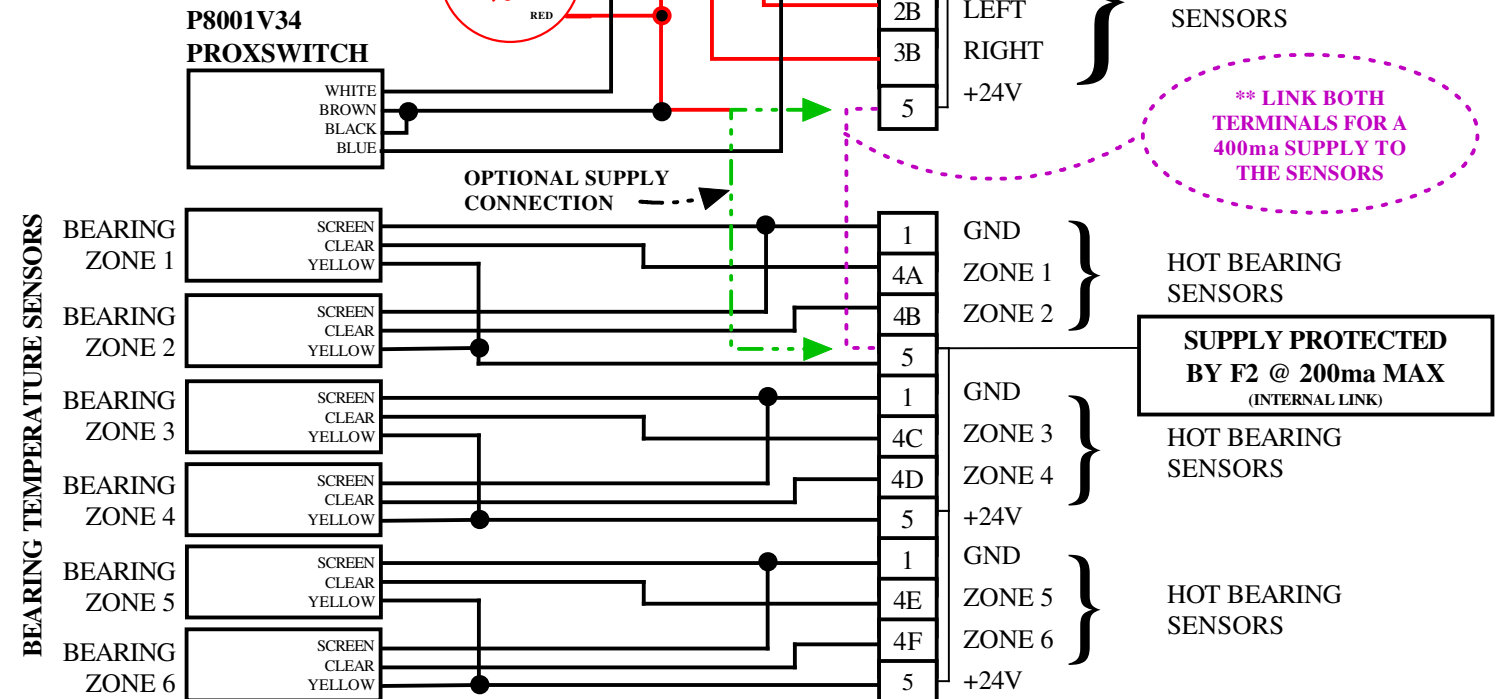 P8001V34
PROXSWITCH
RED
WHITE
BROWN
BLACK
BLUE
2B
LEFT
3B
RIGHT
5
+24V
SENSORS
** LINK BOTH
TERMINALS FOR A
400ma SUPPLY TO
THE SENSORS
OPTIONAL SUPPLY
CONNECTION
BEARING TEMPERATURE SENSORS
BEARING
ZONE 1
SCREEN
CLEAR
YELLOW
BEARING
ZONE 2
SCREEN
CLEAR
YELLOW
BEARING
ZONE 3
SCREEN
CLEAR
YELLOW
BEARING
ZONE 4
SCREEN
CLEAR
YELLOW
BEARING
ZONE 5
SCREEN
CLEAR
YELLOW
BEARING
ZONE 6
SCREEN
CLEAR
YELLOW
1
GND
4A
ZONE 1
4B
ZONE 2
5
HOT BEARING
SENSORS
SUPPLY PROTECTED
BY F2 @ 200ma MAX
(INTERNAL LINK)
1
GND
4C
ZONE 3
4D
ZONE 4
5
+24V
HOT BEARING
SENSORS
1
GND
4E
ZONE 5
4F
ZONE 6
5
+24V
HOT BEARING
SENSORS